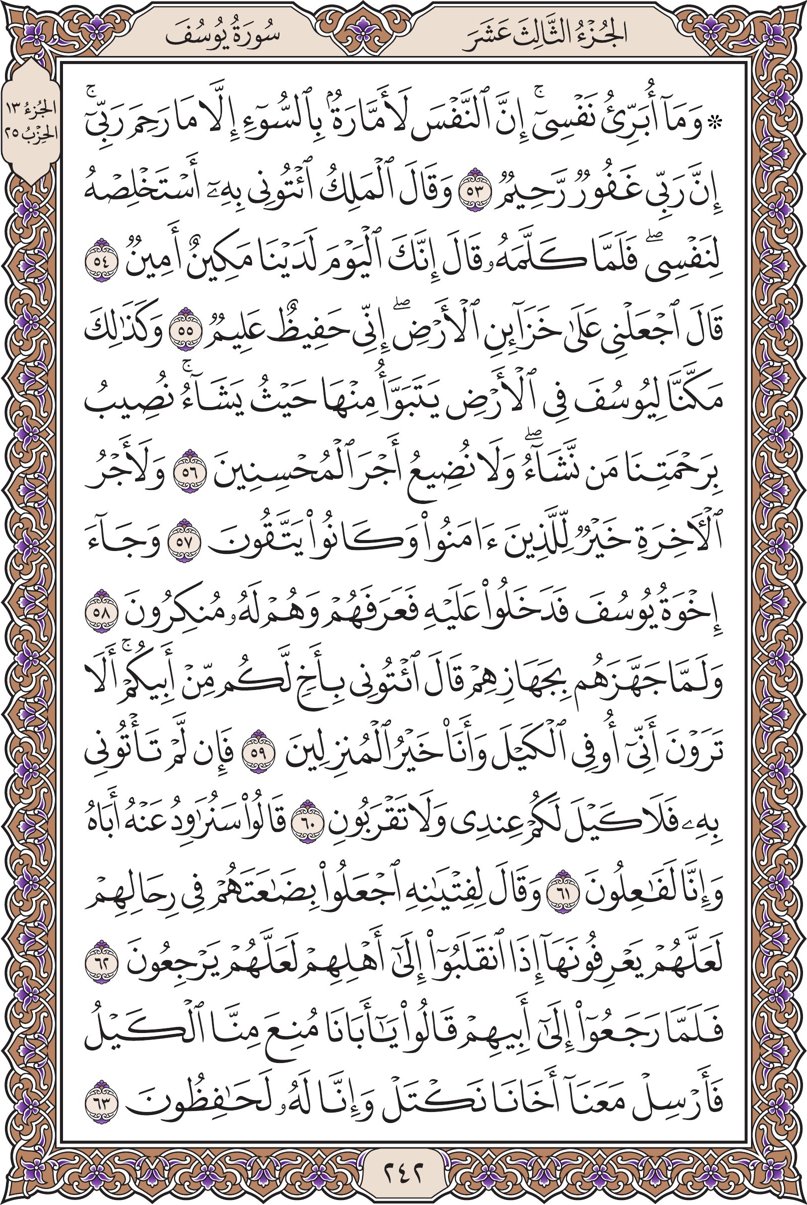 الجُزْءُ الثَّالِثَ عَشَرَ
سُورَةُ يُوسُفَ
الجُزْءُ ١٣
الحِزْبُ ٢٥
۞ وَمَآ أُبَرِّئُ نَفْسِيٓۚ إِنَّ ٱلنَّفْسَ لَأَمَّارَةُۢ بِٱلسُّوٓءِ إِلَّا مَا رَحِمَ رَبِّيٓۚ
إِنَّ رَبِّي غَفُورٌ رَّحِيمٌ ٥٣ وَقَالَ ٱلْمَلِكُ ٱئْتُونِي بِهِۦٓ أَسْتَخْلِصْهُ
لِنَفْسِيۖ فَلَمَّا كَلَّمَهُۥ قَالَ إِنَّكَ ٱلْيَوْمَ لَدَيْنَا مَكِينٌ أَمِينٌ ٥٤
قَالَ ٱجْعَلْنِي عَلَىٰ خَزَآئِنِ ٱلْأَرْضِۖ إِنِّي حَفِيظٌ عَلِيمٌ ٥٥ وَكَذَٰلِكَ
مَكَّنَّا لِيُوسُفَ فِي ٱلْأَرْضِ يَتَبَوَّأُ مِنْهَا حَيْثُ يَشَآءُۚ نُصِيبُ
بِرَحْمَتِنَا مَن نَّشَآءُۖ وَلَا نُضِيعُ أَجْرَ ٱلْمُحْسِنِينَ ٥٦ وَلَأَجْرُ
ٱلْأٓخِرَةِ خَيْرٌ لِّلَّذِينَ ءَامَنُوا۟ وَكَانُوا۟ يَتَّقُونَ ٥٧ وَجَآءَ
إِخْوَةُ يُوسُفَ فَدَخَلُوا۟ عَلَيْهِ فَعَرَفَهُمْ وَهُمْ لَهُۥ مُنكِرُونَ ٥٨
وَلَمَّا جَهَّزَهُم بِجَهَازِهِمْ قَالَ ٱئْتُونِي بِأَخٍ لَّكُم مِّنْ أَبِيكُمْۚ أَلَا
تَرَوْنَ أَنِّيٓ أُوفِي ٱلْكَيْلَ وَأَنَا۠ خَيْرُ ٱلْمُنزِلِينَ ٥٩ فَإِن لَّمْ تَأْتُونِي
بِهِۦ فَلَا كَيْلَ لَكُمْ عِندِي وَلَا تَقْرَبُونِ ٦٠ قَالُوا۟ سَنُرَٰوِدُ عَنْهُ أَبَاهُ
وَإِنَّا لَفَٰعِلُونَ ٦١ وَقَالَ لِفِتْيَٰنِهِ ٱجْعَلُوا۟ بِضَٰعَتَهُمْ فِي رِحَالِهِمْ
لَعَلَّهُمْ يَعْرِفُونَهَآ إِذَا ٱنقَلَبُوٓا۟ إِلَىٰٓ أَهْلِهِمْ لَعَلَّهُمْ يَرْجِعُونَ ٦٢
فَلَمَّا رَجَعُوٓا۟ إِلَىٰٓ أَبِيهِمْ قَالُوا۟ يَٰٓأَبَانَا مُنِعَ مِنَّا ٱلْكَيْلُ
فَأَرْسِلْ مَعَنَآ أَخَانَا نَكْتَلْ وَإِنَّا لَهُۥ لَحَٰفِظُونَ ٦٣
٢٤٢